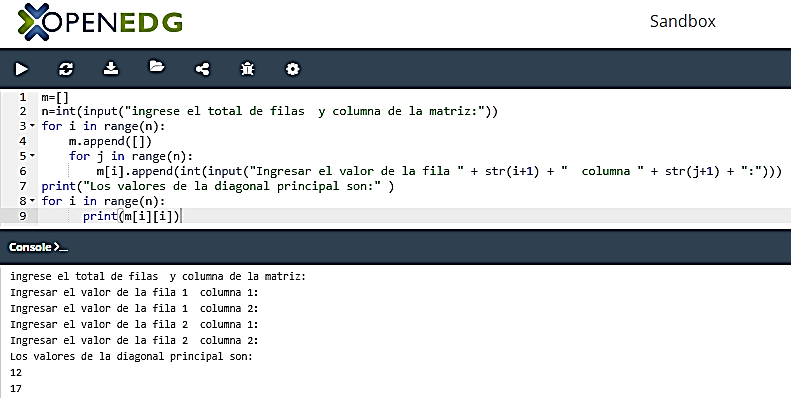 OPENEDG
Sandbox
1 m=[]
2 n=int(input("ingrese el total de filas  y columna de la matriz:"))
3 for i in range(n):
4     m.append([])
5     for j in range(n):
6         m[i].append(int(input("Ingresar el valor de la fila " + str(i+1) + "  columna " + str(j+1) + ":")))
7 print("Los valores de la diagonal principal son:" )
8 for i in range(n):
9       print(m[i][i])
Console >_
ingrese el total de filas  y columna de la matriz:
Ingresar el valor de la fila 1  columna 1:
Ingresar el valor de la fila 1  columna 2:
Ingresar el valor de la fila 2  columna 1:
Ingresar el valor de la fila 2  columna 2:
Los valores de la diagonal principal son:
12
17